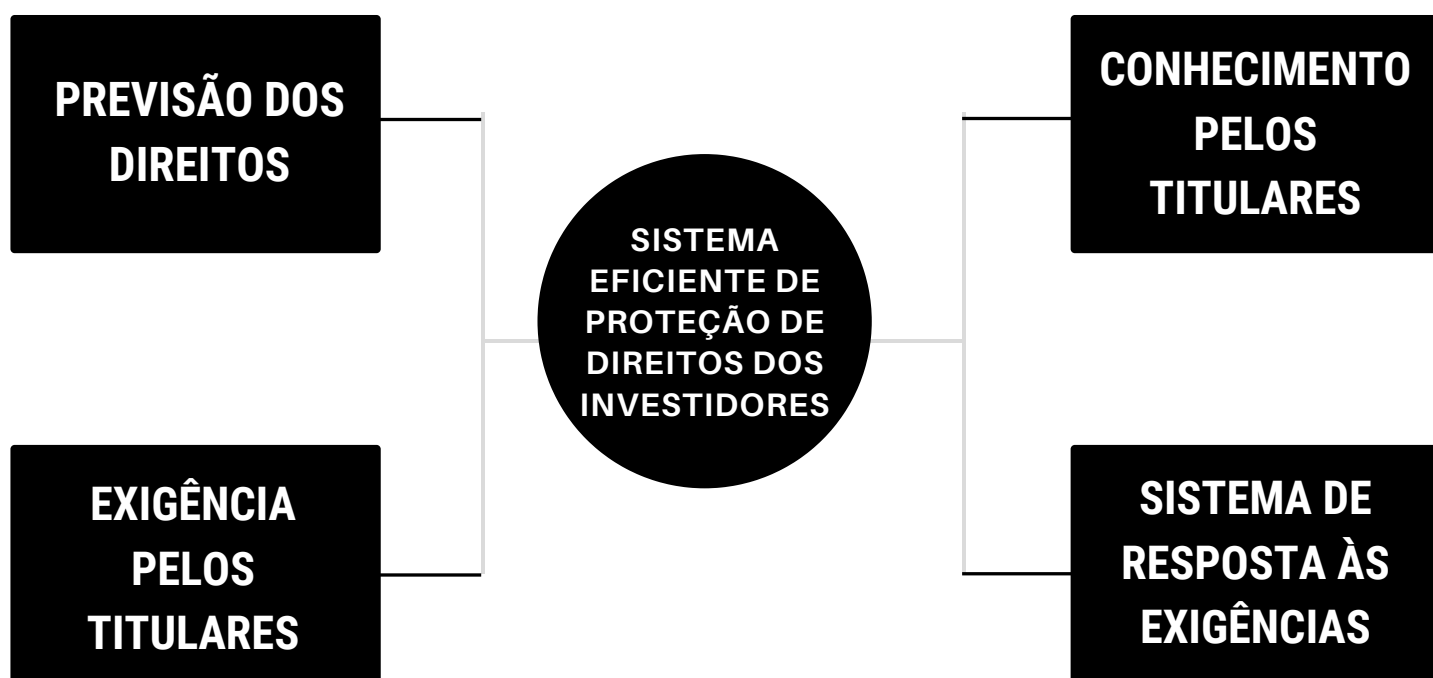 PREVISÃO DOS
DIREITOS
CONHECIMENTO
PELOS
TITULARES
SISTEMA
EFICIENTE DE
PROTEÇÃO DE
DIREITOS DOS
INVESTIDORES
EXIGÊNCIA
PELOS
TITULARES
SISTEMA DE
RESPOSTA ÀS
EXIGÊNCIAS